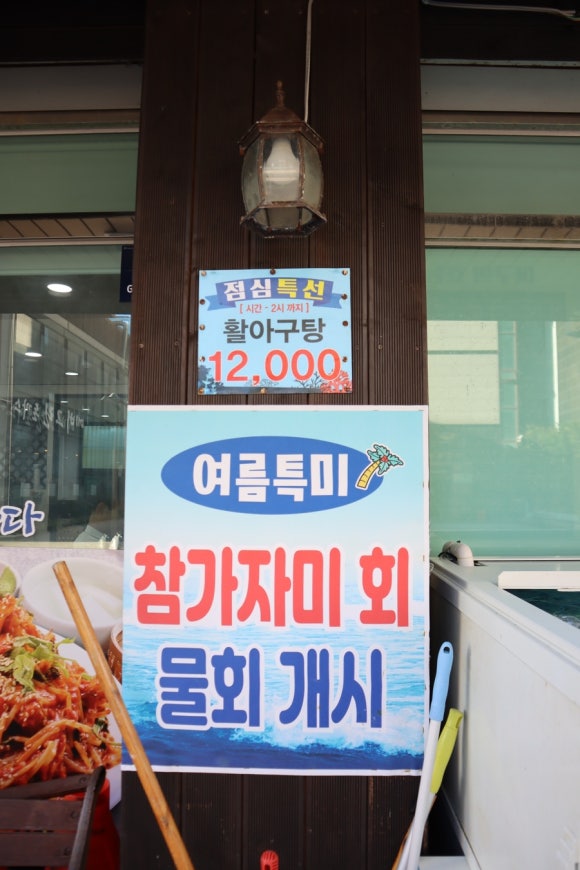 점심특선
[ 시간 - 2시 까지 ]
활아구탕
12,000
여름특미
참가자미 회
물회 개시
다
G